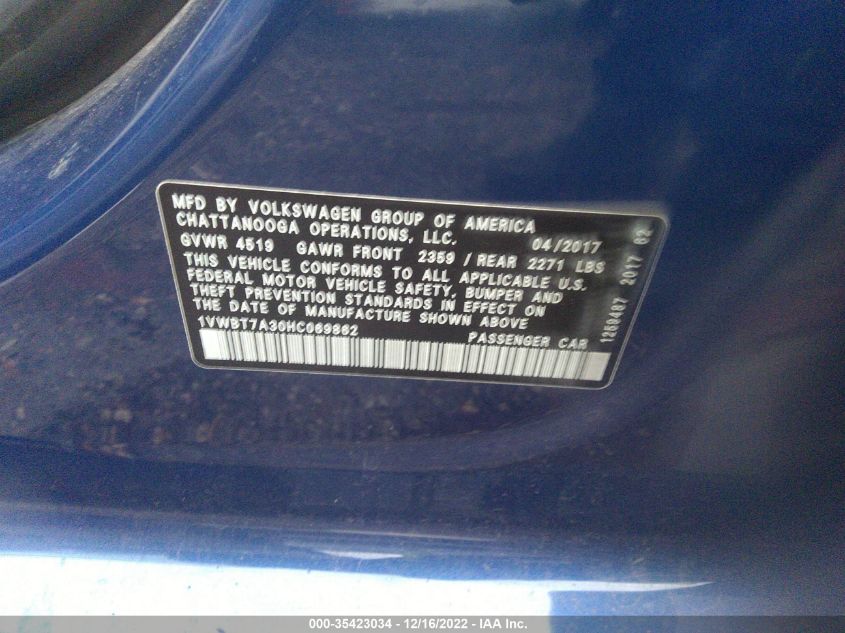 MFD BY VOLKSWAGEN GROUP OF AMERICA
CHATTANOOGA OPERATIONS, LLC. 04/2017
GVWR 4519 GAWR FRONT 2359 / REAR 2271 LBS
THIS VEHICLE CONFORMS TO ALL APPLICABLE U.S.
FEDERAL MOTOR VEHICLE SAFETY, BUMPER AND
THEFT PREVENTION STANDARDS IN EFFECT ON
THE DATE OF MANUFACTURE SHOWN ABOVE
1VWBT7A30HC069862 PASSENGER CAR
1250487 2017 02
000-35423034 - 12/16/2022 - IAA Inc.